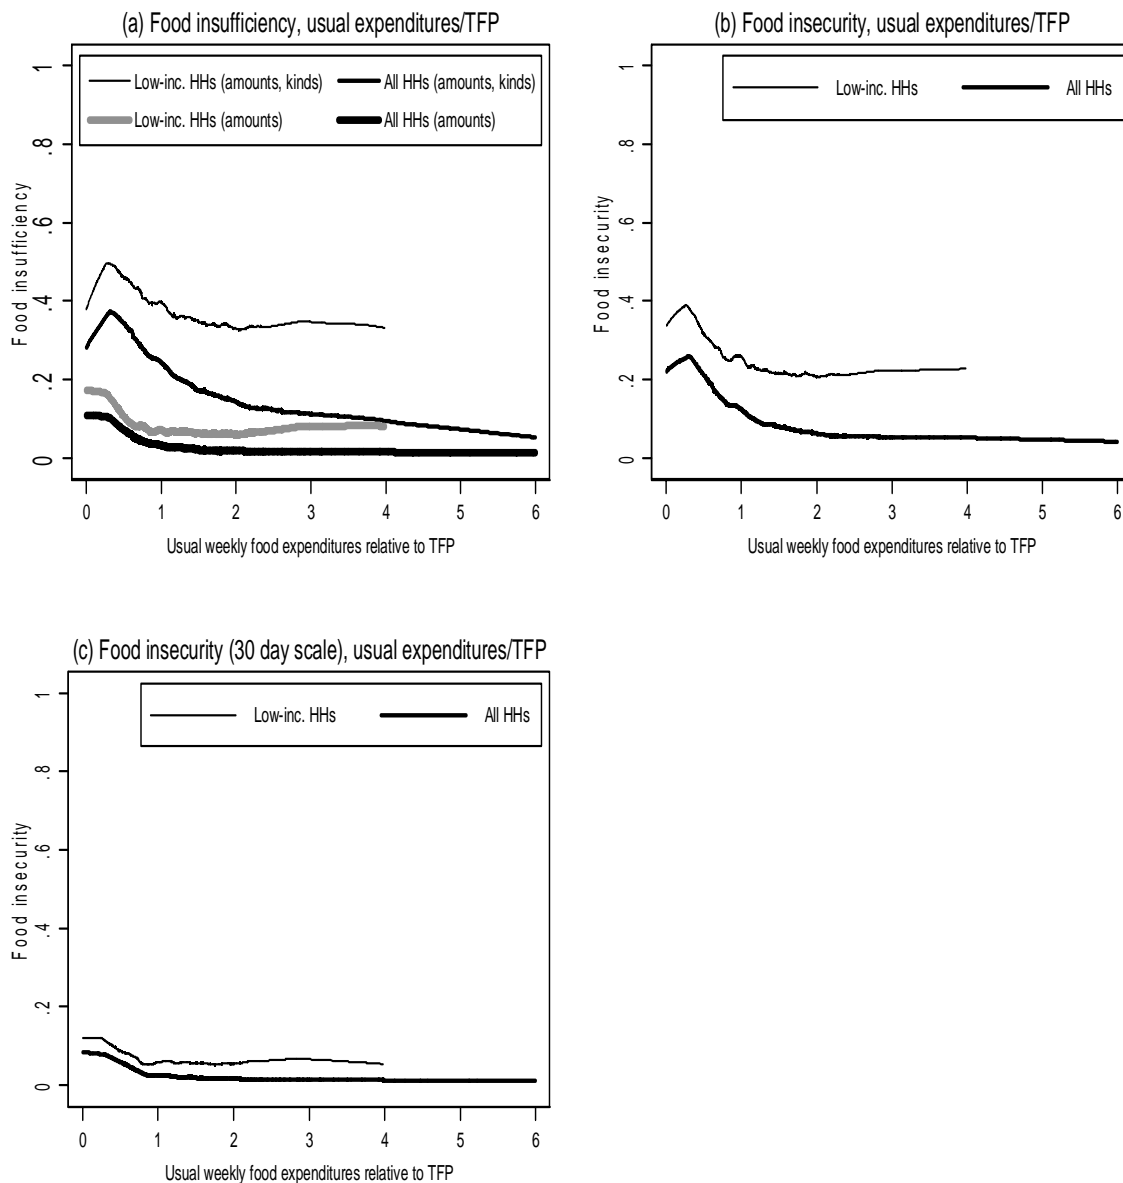 (a) Food insufficiency, usual expenditures/TFP
Low-inc. HHs (amounts, kinds) All HHs (amounts, kinds)
Low-inc. HHs (amounts) All HHs (amounts)
Food insufficiency
1
.8
.6
.4
.2
0
0 1 2 3 4 5 6
Usual weekly food expenditures relative to TFP
(b) Food insecurity, usual expenditures/TFP
Low-inc. HHs All HHs
Food insecurity
1
.8
.6
.4
.2
0
0 1 2 3 4 5 6
Usual weekly food expenditures relative to TFP
(c) Food insecurity (30 day scale), usual expenditures/TFP
Low-inc. HHs All HHs
Food insecurity
1
.8
.6
.4
.2
0
0 1 2 3 4 5 6
Usual weekly food expenditures relative to TFP